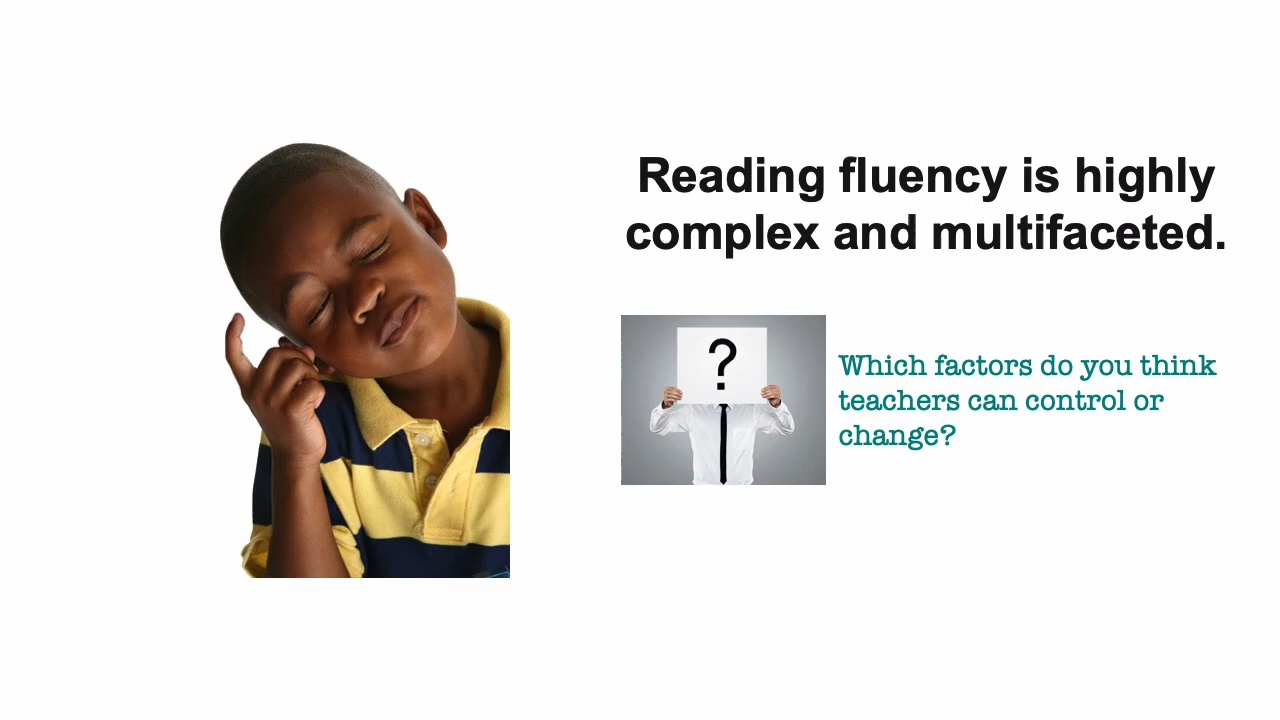 Reading fluency is highly
complex and multifaceted.
?
Which factors do you think
teachers can control or
change?